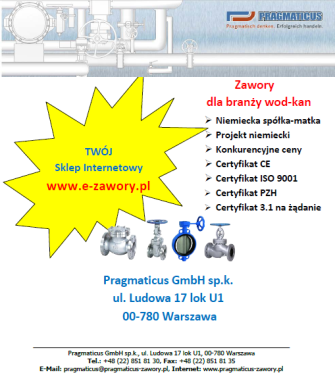 PRAGMATICUS
Pragmatisch denken. Erfolgreich handeln.
Zawory
dla branży wod-kan
Niemiecka spółka-matka
Projekt niemiecki
Konkurencyjne ceny
Certyfikat CE
Certyfikat ISO 9001
Certyfikat PZH
Certyfikat 3.1 na żądanie
TWÓJ
Sklep Internetowy
www.e-zawory.pl
Pragmaticus GmbH sp.k.
ul. Ludowa 17 lok U1
00-780 Warszawa
Pragmaticus GmbH sp.k., ul. Ludowa 17 lok U1, 00-780 Warszawa
Tel.: +48 (22) 851 81 30, Fax: +48 (22) 851 81 35
E-Mail: pragmaticus@pragmaticus-zawory.pl, Internet: www.pragmaticus-zawory.pl